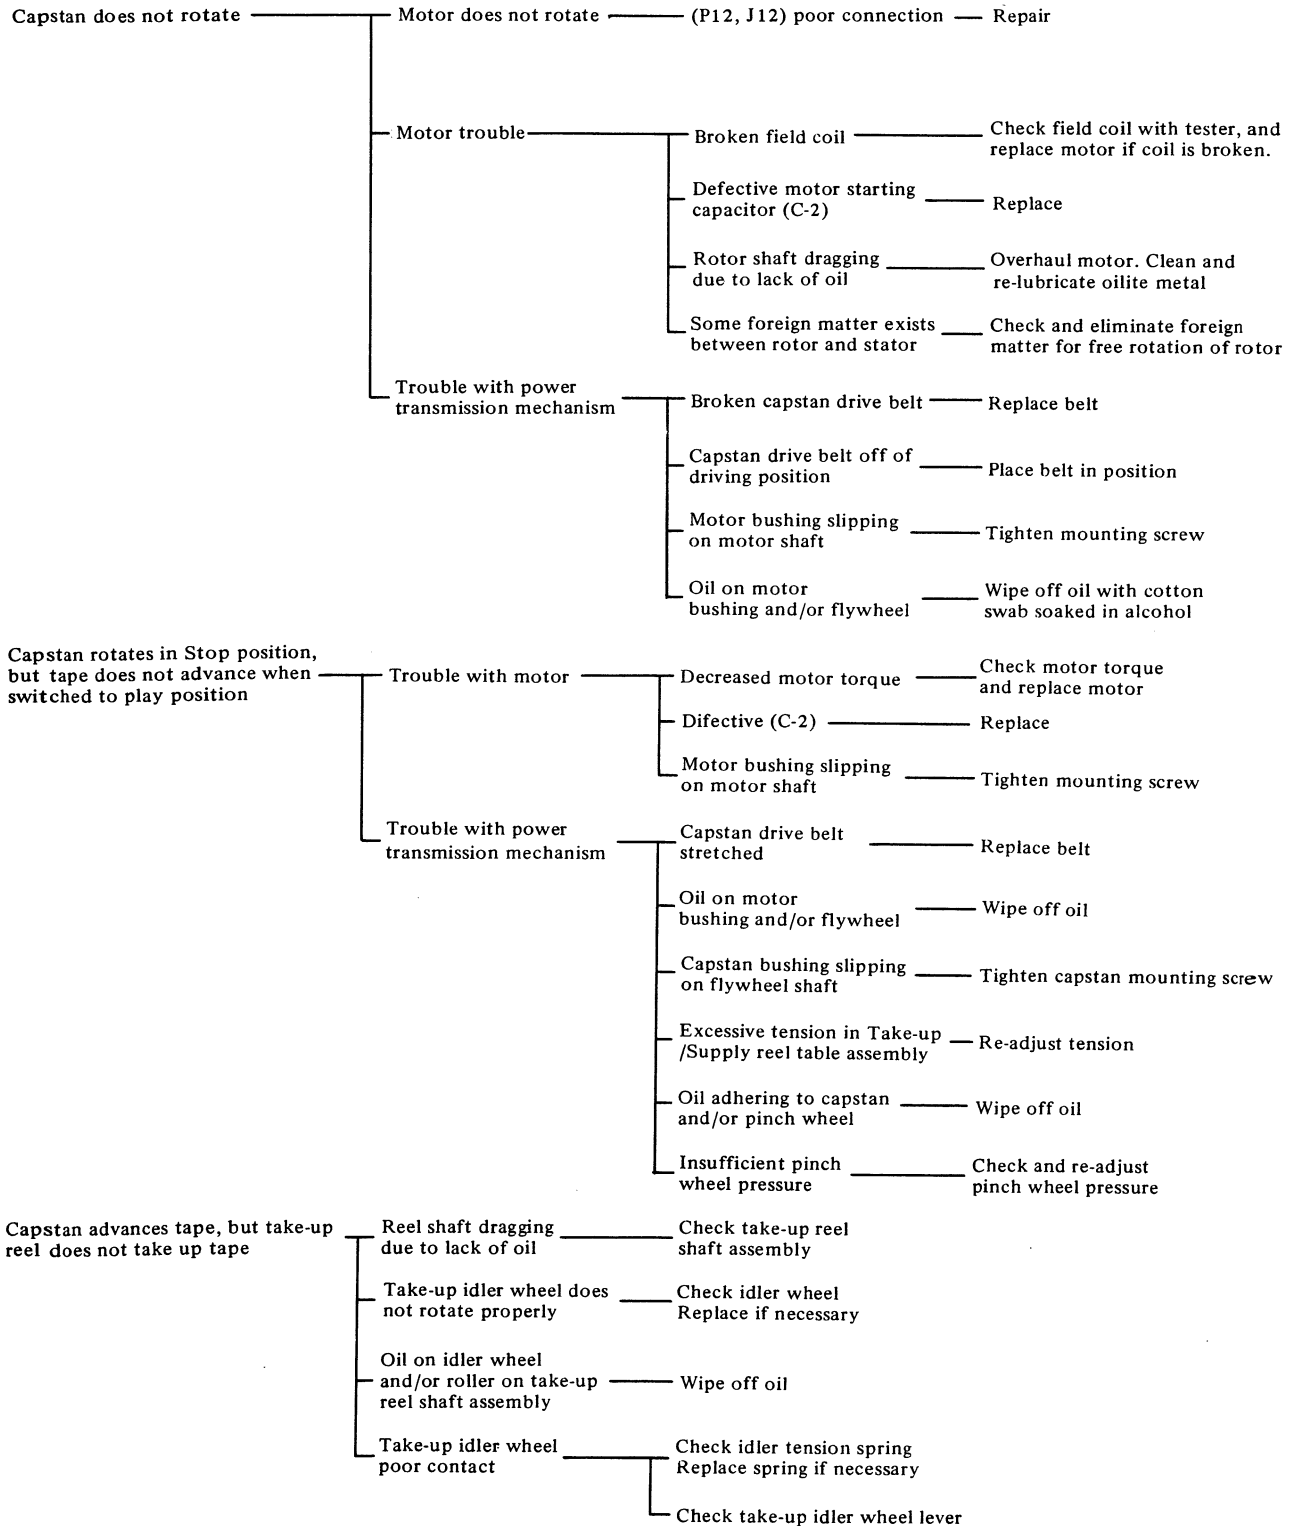 Capstan does not rotate
Motor does not rotate
(P12, J12) poor connection
Repair
Motor trouble
Broken field coil
Check field coil with tester, and
replace motor if coil is broken.
Defective motor starting
capacitor (C-2)
Replace
Rotor shaft dragging
due to lack of oil
Overhaul motor. Clean and
re-lubricate oilite metal
Some foreign matter exists
between rotor and stator
Check and eliminate foreign
matter for free rotation of rotor
Trouble with power
transmission mechanism
Broken capstan drive belt
Replace belt
Capstan drive belt off of
driving position
Place belt in position
Motor bushing slipping
on motor shaft
Tighten mounting screw
Oil on motor
bushing and/or flywheel
Wipe off oil with cotton
swab soaked in alcohol
Capstan rotates in Stop position,
but tape does not advance when
switched to play position
Trouble with motor
Decreased motor torque
Check motor torque
and replace motor
Difective (C-2)
Replace
Motor bushing slipping
on motor shaft
Tighten mounting screw
Trouble with power
transmission mechanism
Capstan drive belt
stretched
Replace belt
Oil on motor
bushing and/or flywheel
Wipe off oil
Capstan bushing slipping
on flywheel shaft
Tighten capstan mounting screw
Excessive tension in Take-up
/Supply reel table assembly
Re-adjust tension
Oil adhering to capstan
and/or pinch wheel
Wipe off oil
Insufficient pinch
wheel pressure
Check and re-adjust
pinch wheel pressure
Capstan advances tape, but take-up
reel does not take up tape
Reel shaft dragging
due to lack of oil
Check take-up reel
shaft assembly
Take-up idler wheel does
not rotate properly
Check idler wheel
Replace if necessary
Oil on idler wheel
and/or roller on take-up
reel shaft assembly
Wipe off oil
Take-up idler wheel
poor contact
Check idler tension spring
Replace spring if necessary
Check take-up idler wheel lever